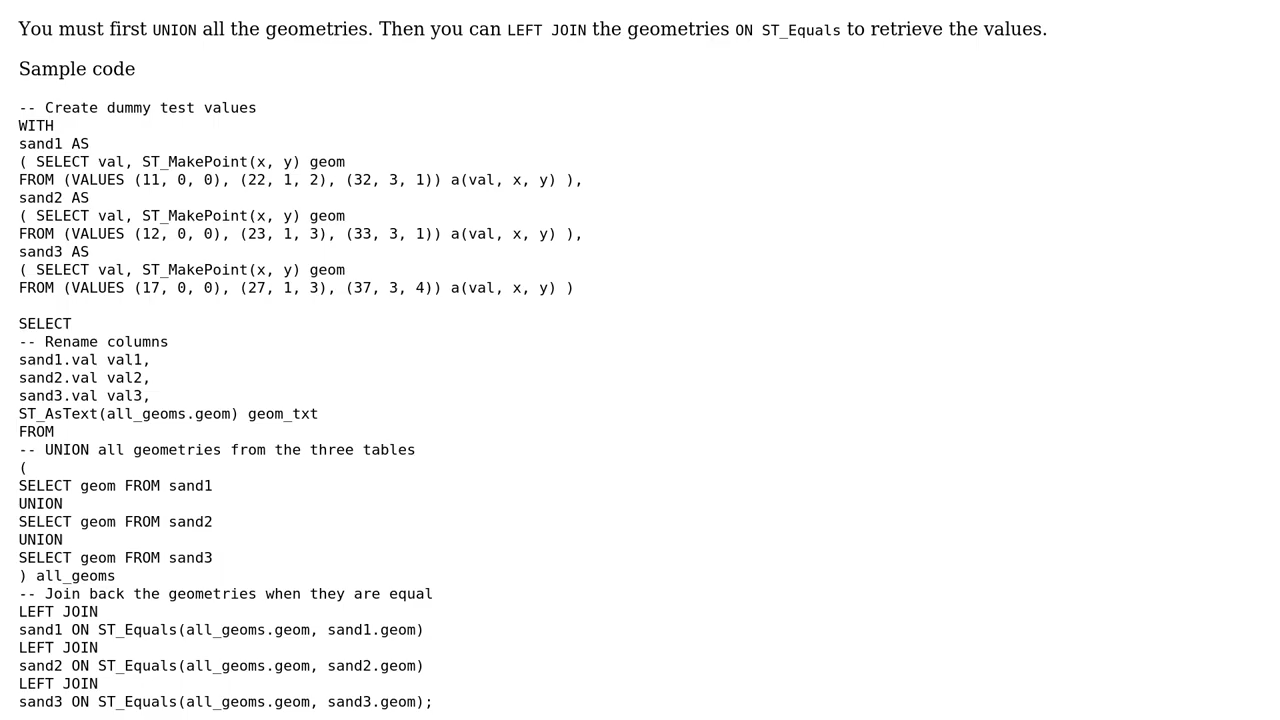 You must first UNION all the geometries. Then you can LEFT JOIN the geometries ON ST_Equals to retrieve the values.
Sample code
-- Create dummy test values
WITH
sand1 AS
( SELECT val, ST_MakePoint(x, y) geom
FROM (VALUES (11, 0, 0), (22, 1, 2), (32, 3, 1)) a(val, x, y) ),
sand2 AS
( SELECT val, ST_MakePoint(x, y) geom
FROM (VALUES (12, 0, 0), (23, 1, 3), (33, 3, 1)) a(val, x, y) ),
sand3 AS
( SELECT val, ST_MakePoint(x, y) geom
FROM (VALUES (17, 0, 0), (27, 1, 3), (37, 3, 4)) a(val, x, y) )
SELECT
-- Rename columns
sand1.val val1,
sand2.val val2,
sand3.val val3,
ST_AsText(all_geoms.geom) geom_txt
FROM
-- UNION all geometries from the three tables
(
SELECT geom FROM sand1
UNION
SELECT geom FROM sand2
UNION
SELECT geom FROM sand3
) all_geoms
-- Join back the geometries when they are equal
LEFT JOIN
sand1 ON ST_Equals(all_geoms.geom, sand1.geom)
LEFT JOIN
sand2 ON ST_Equals(all_geoms.geom, sand2.geom)
LEFT JOIN
sand3 ON ST_Equals(all_geoms.geom, sand3.geom);